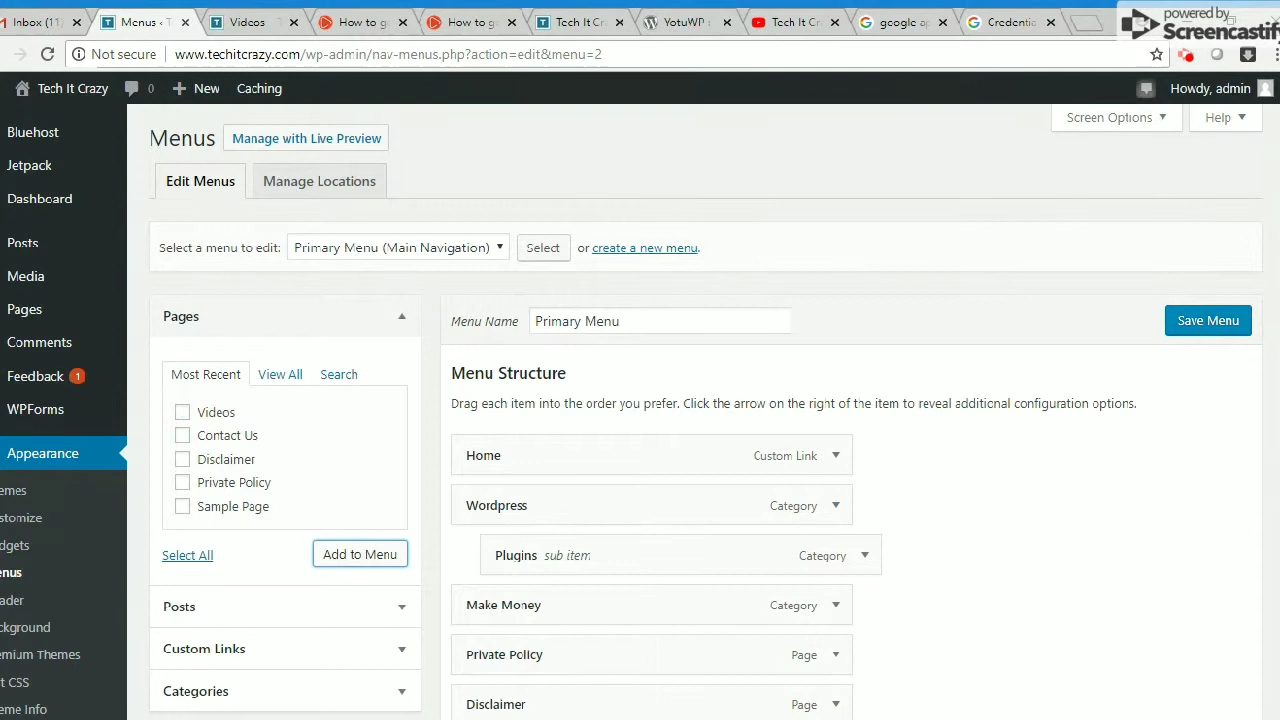 powered by
Screencastify
Inbox (11)
Menus ‹ T
Videos
How to g
How to g
Tech It Cr
YotuWP
Tech It C
google ap
Credenti
Not secure
www.techitcrazy.com/wp-admin/nav-menus.php?action=edit&menu=2
Tech It Crazy
0
New
Caching
Howdy, admin
Screen Options
Help
Bluehost
Jetpack
Dashboard
Posts
Media
Pages
Comments
Feedback 1
WPForms
Appearance
emes
stomize
dgets
enus
ader
ckground
emium Themes
t CSS
eme Info
Menus
Manage with Live Preview
Edit Menus
Manage Locations
Select a menu to edit: Primary Menu (Main Navigation) Select or create a new menu.
Pages
Most Recent View All Search
Videos
Contact Us
Disclaimer
Private Policy
Sample Page
Select All
Add to Menu
Posts
Custom Links
Categories
Menu Name Primary Menu
Save Menu
Menu Structure
Drag each item into the order you prefer. Click the arrow on the right of the item to reveal additional configuration options.
Home Custom Link
Wordpress Category
Plugins sub item Category
Make Money Category
Private Policy Page
Disclaimer Page